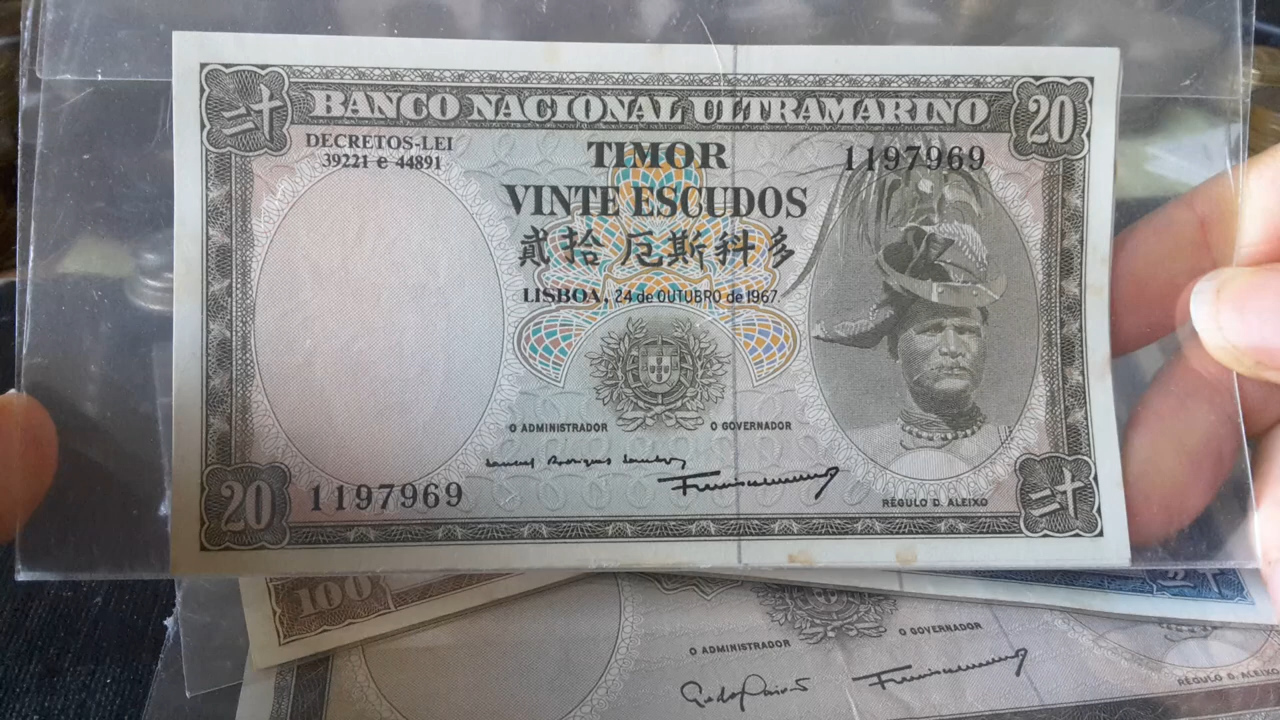 二十 BANCO NACIONAL ULTRAMARINO 20
DECRETOS-LEI
39221 e 44891
TIMOR
1197969
VINTE ESCUDOS
貳拾 厄斯科多
LISBOA, 24 de OUTUBRO de 1967.
O ADMINISTRADOR O GOVERNADOR
20 1197969
RÉGULO D. ALEIXO
二十
100
O ADMINISTRADOR O GOVERNADOR
RÉGULO D. ALEIXO